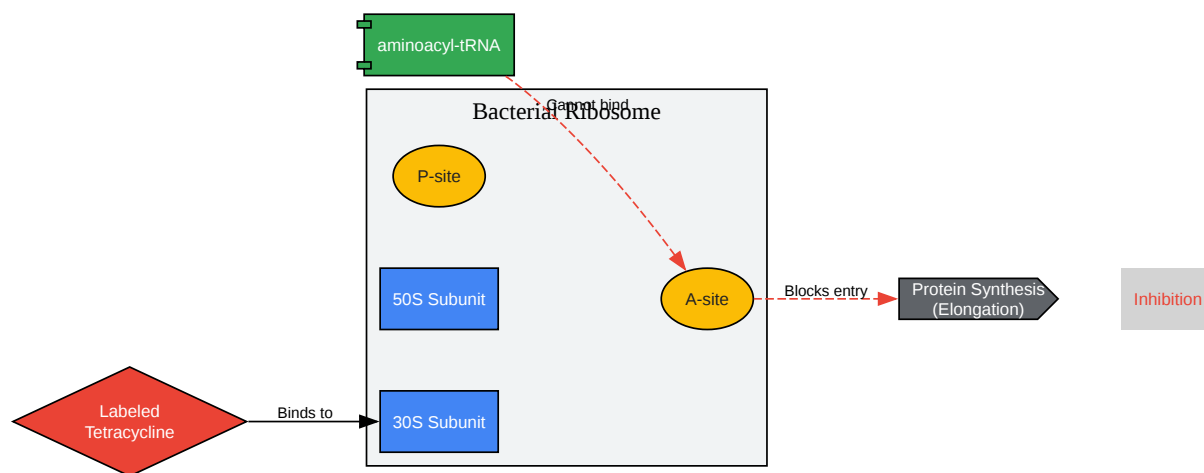 aminoacyl-tRNA
Cannot bind
Bacterial Ribosome
P-site
50S Subunit
A-site
Blocks entry
Protein Synthesis
(Elongation)
Inhibition
Labeled
Tetracycline
Binds to
30S Subunit